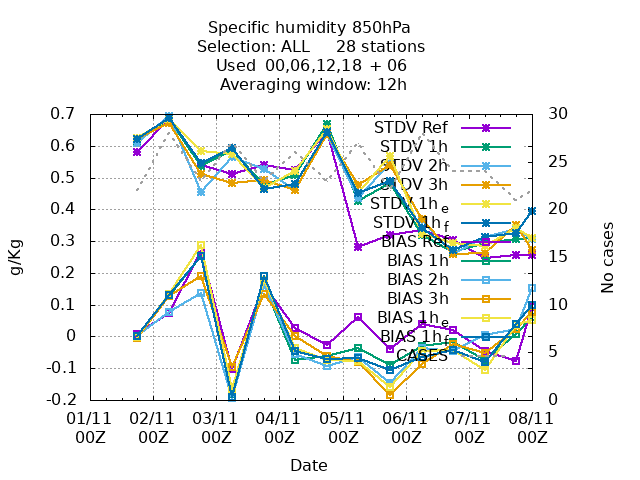 Specific humidity 850hPa
Selection: ALL 28 stations
Used 00,06,12,18 + 06
Averaging window: 12h
0.7
0.6
0.5
0.4
0.3
0.2
0.1
0
-0.1
-0.2
g/Kg
30
25
20
15
10
5
0
No cases
STDV Ref
STDV 1h
STDV 2h
STDV 3h
STDV 1h_e
STDV 1h_f
BIAS Ref
BIAS 1h
BIAS 2h
BIAS 3h
BIAS 1h_e
BIAS 1h_f
CASES
01/11 02/11 03/11 04/11 05/11 06/11 07/11 08/11
00Z 00Z 00Z 00Z 00Z 00Z 00Z 00Z
Date